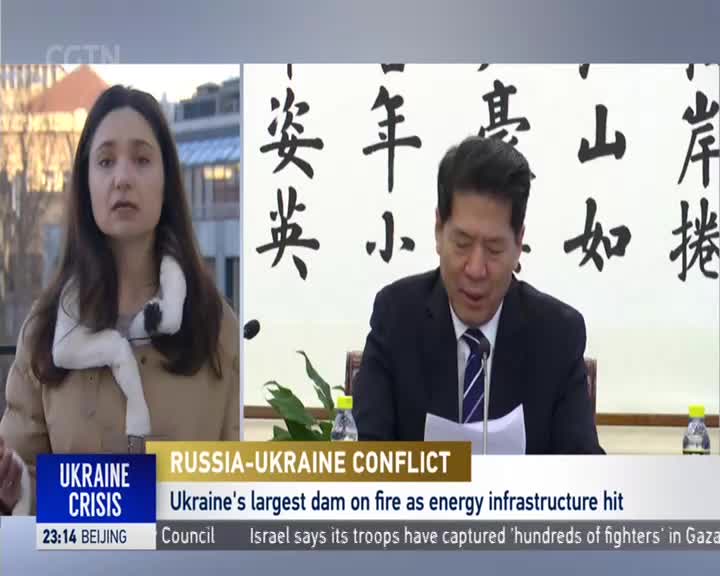 CGTN
岸捲
山如
豪
年小
姿英
RUSSIA-UKRAINE CONFLICT
UKRAINE
CRISIS
Ukraine's largest dam on fire as energy infrastructure hit
23:14 BEIJING
Council Israel says its troops have captured 'hundreds of fighters' in Gaza